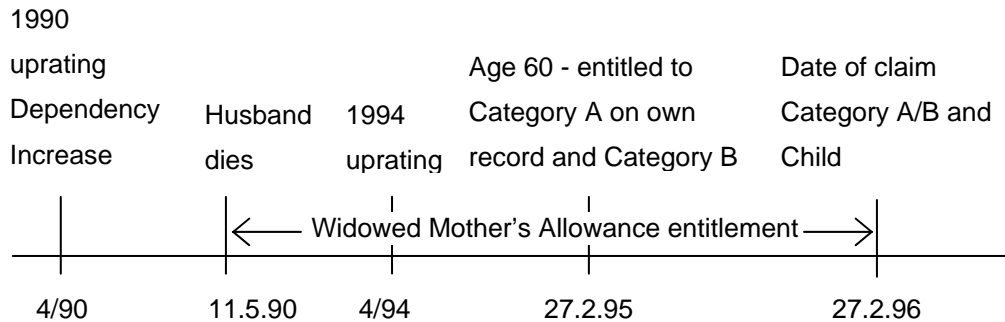 1990
uprating
Dependency
Increase
Husband
dies
1994
uprating
Age 60 - entitled to
Category A on own
record and Category B
Date of claim
Category A/B and
Child
Widowed Mother's Allowance entitlement
4/90
11.5.90
4/94
27.2.95
27.2.96